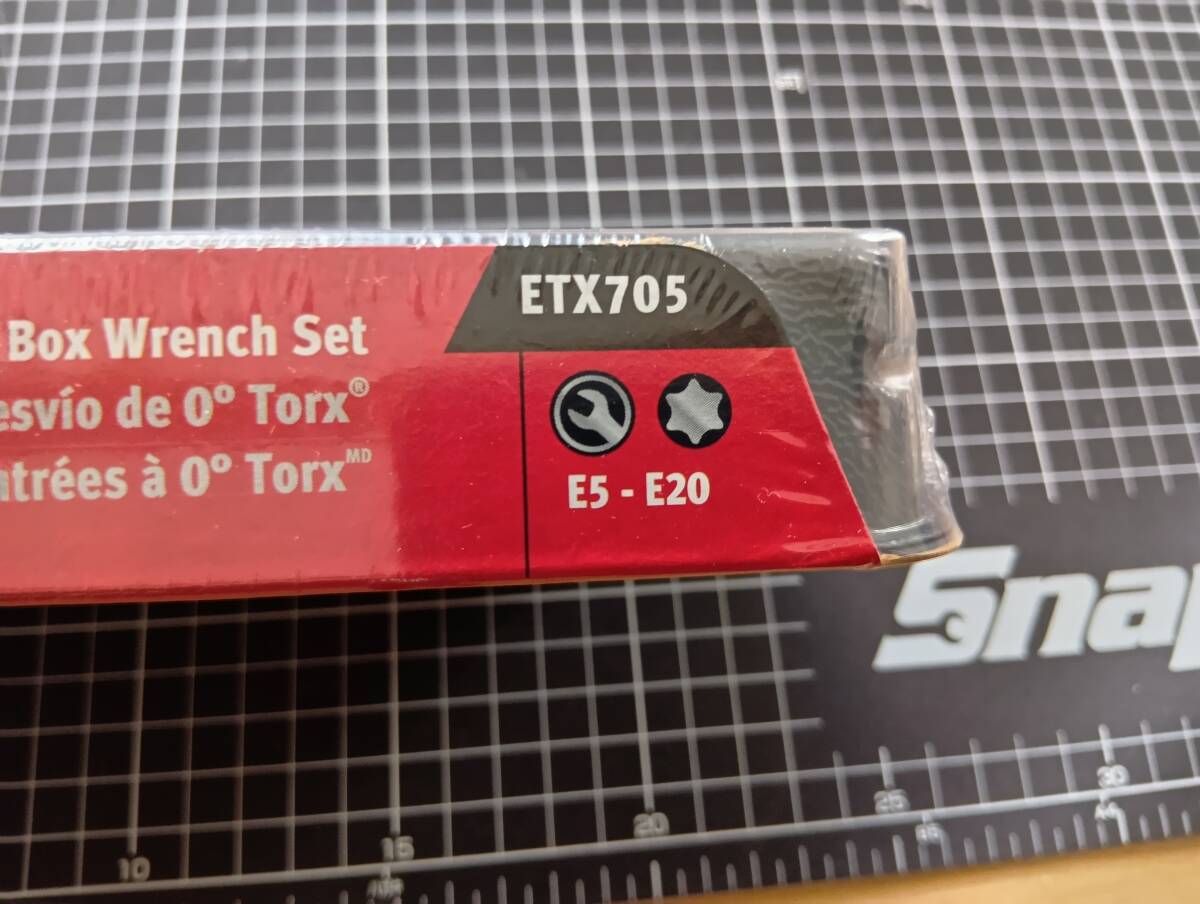 ETX705
Box Wrench Set
esvío de 0° Torx®
ntrées à 0° Torx^MD
E5 - E20
Snap
10
15
20
25
30